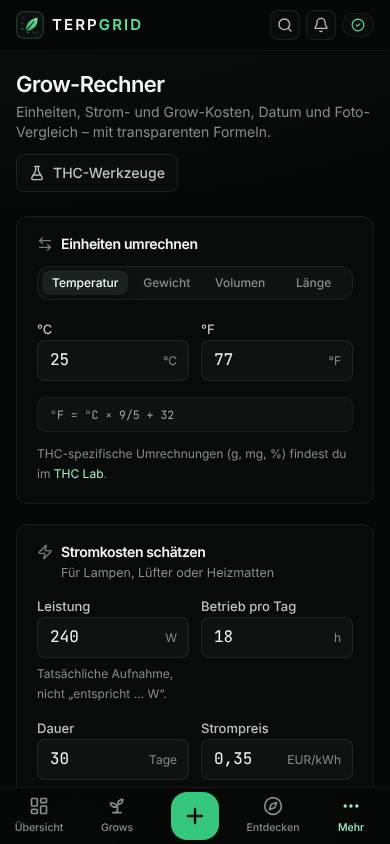 TERPGRID
Grow-Rechner
Einheiten, Strom- und Grow-Kosten, Datum und Foto-
Vergleich – mit transparenten Formeln.
THC-Werkzeuge
Einheiten umrechnen
Temperatur Gewicht Volumen Länge
°C °F
25 °C 77 °F
°F = °C × 9/5 + 32
THC-spezifische Umrechnungen (g, mg, %) findest du
im THC Lab.
Stromkosten schätzen
Für Lampen, Lüfter oder Heizmatten
Leistung Betrieb pro Tag
240 W 18 h
Tatsächliche Aufnahme,
nicht „entspricht … W“.
Dauer Strompreis
30 Tage 0,35 EUR/kWh
Übersicht Grows Entdecken Mehr